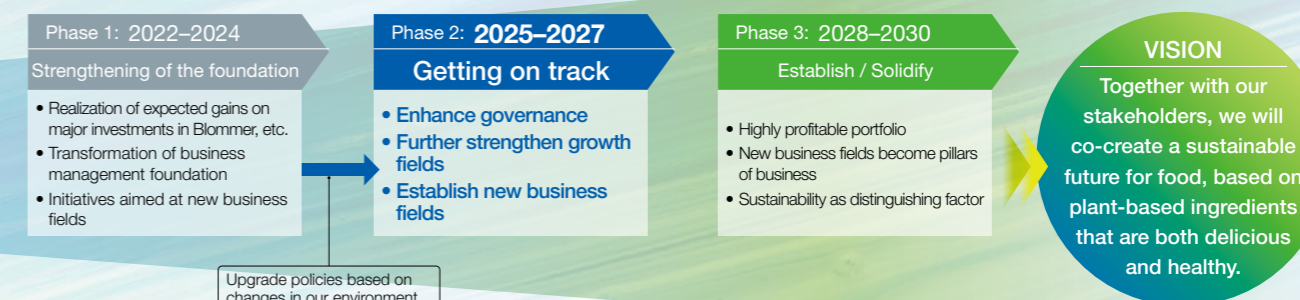 Phase 1: 2022–2024
Strengthening of the foundation
• Realization of expected gains on
major investments in Blommer, etc.
• Transformation of business
management foundation
• Initiatives aimed at new business
fields
Upgrade policies based on
changes in our environment
Phase 2: 2025–2027
Getting on track
• Enhance governance
• Further strengthen growth
fields
• Establish new business
fields
Phase 3: 2028–2030
Establish / Solidify
• Highly profitable portfolio
• New business fields become pillars
of business
• Sustainability as distinguishing factor
VISION
Together with our
stakeholders, we will
co-create a sustainable
future for food, based on
plant-based ingredients
that are both delicious
and healthy.